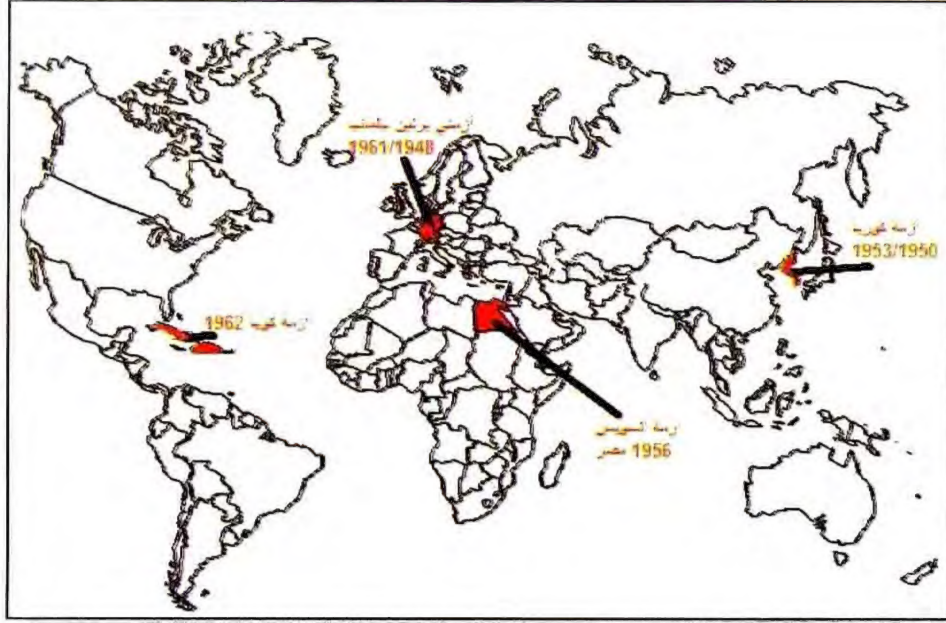 أزمتي برلين
1961/1948
أزمة كوريا
1953/1950
أزمة كوبا 1962
أزمة السويس
مصر 1956